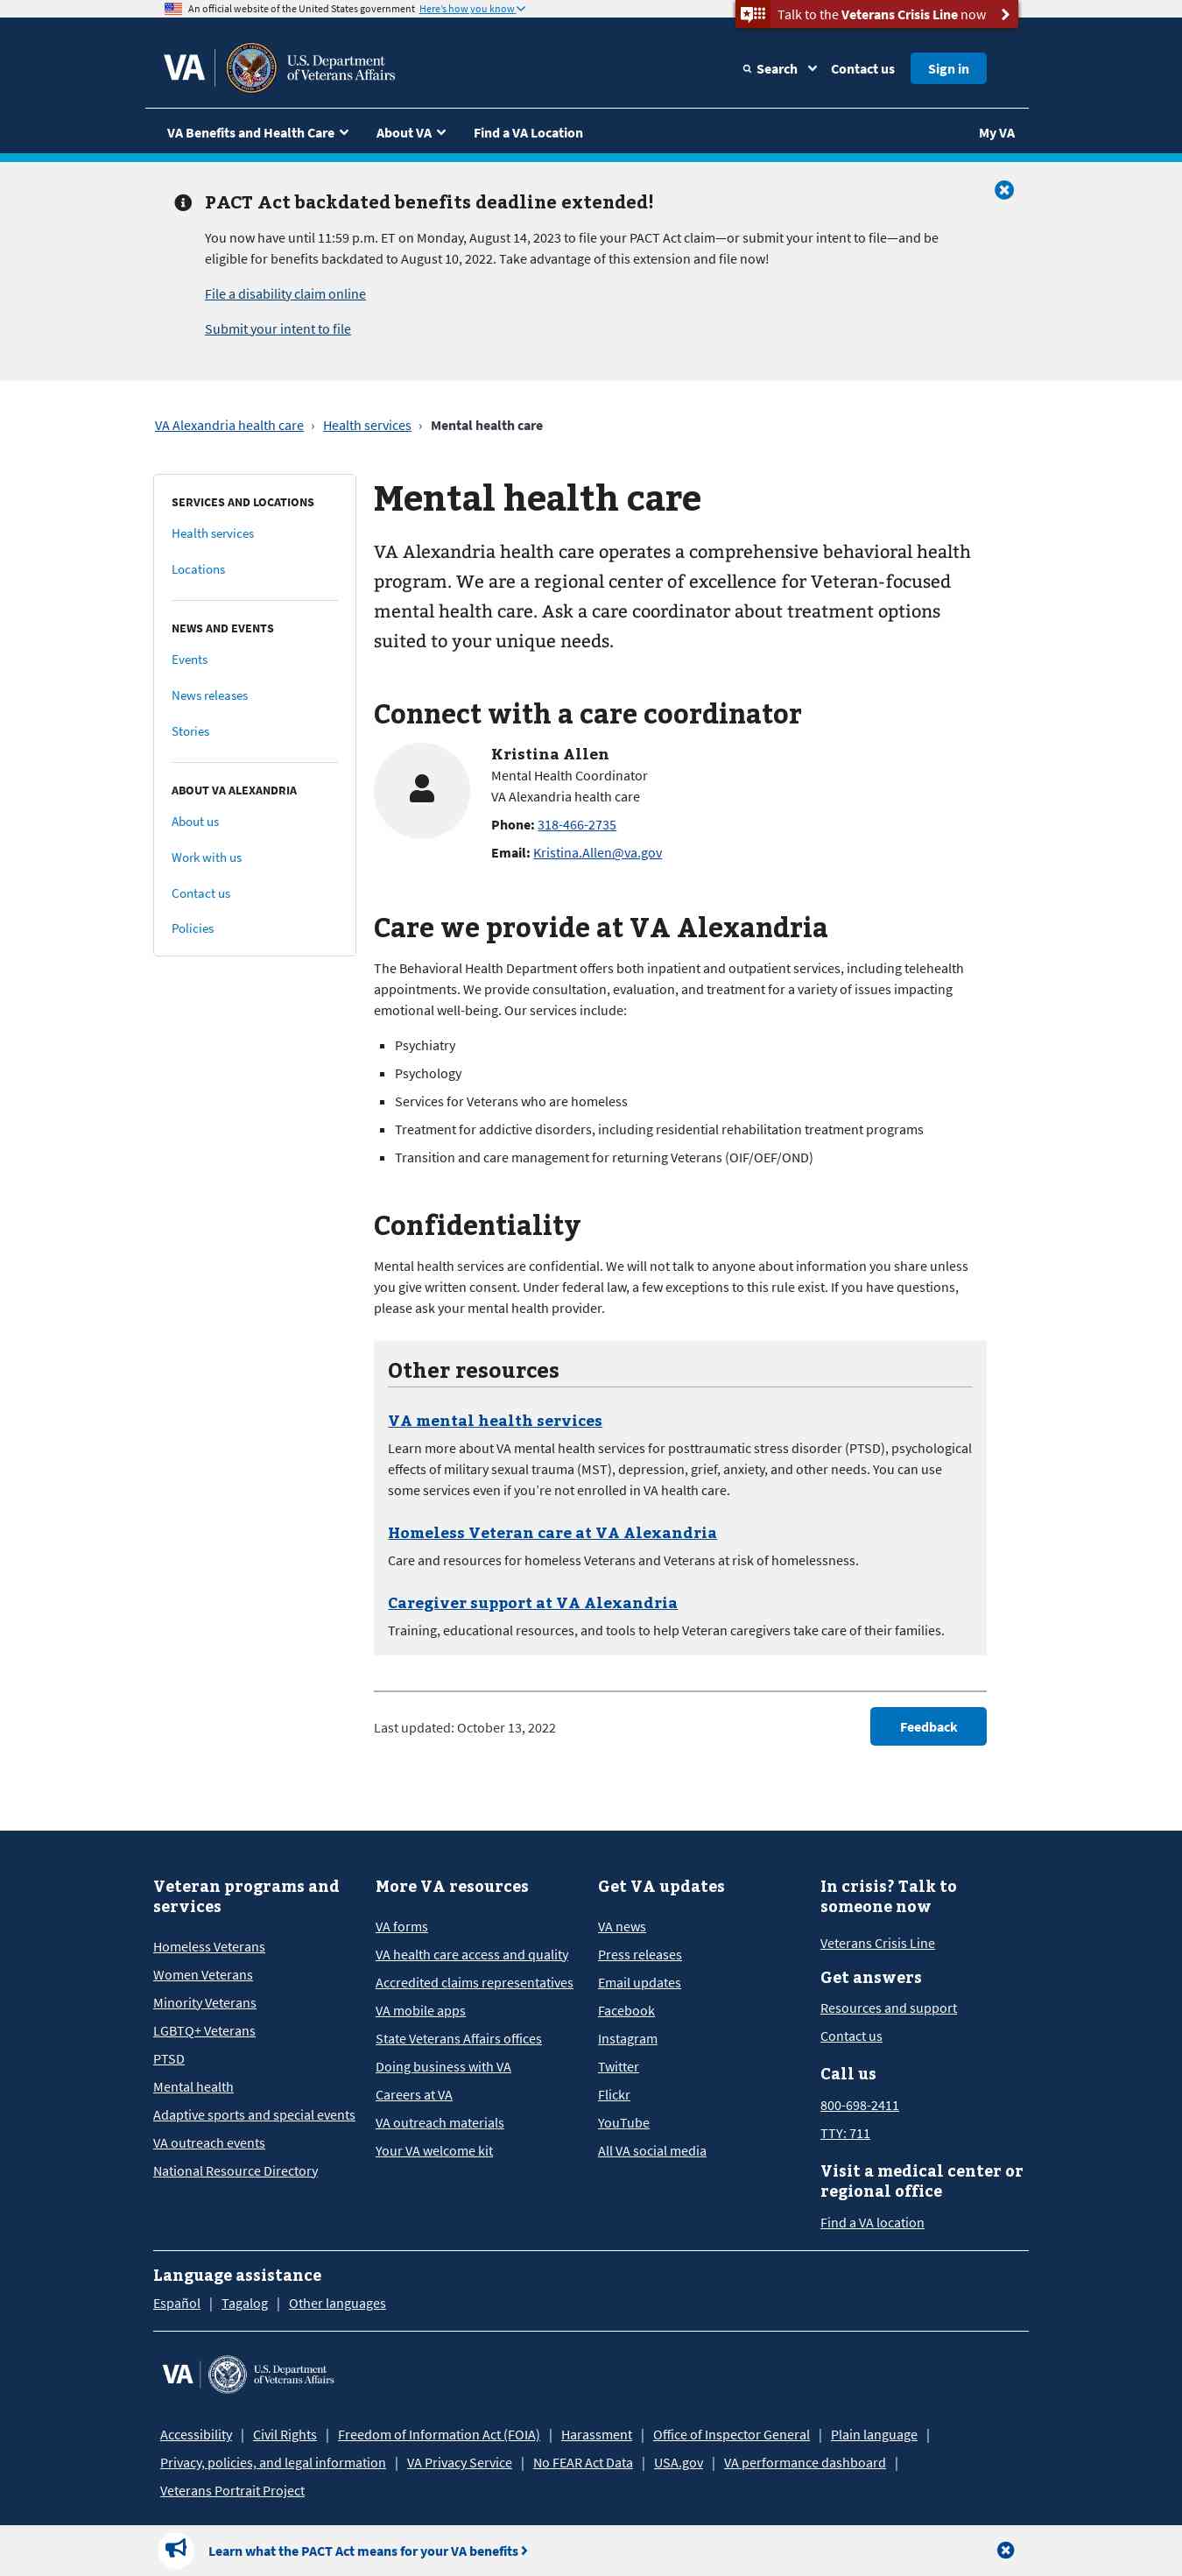 An official website of the United States government Here's how you know
Talk to the Veterans Crisis Line now
VA
U.S. Department
of Veterans Affairs
Search
Contact us
Sign in
VA Benefits and Health Care
About VA
Find a VA Location
My VA
PACT Act backdated benefits deadline extended!
You now have until 11:59 p.m. ET on Monday, August 14, 2023 to file your PACT Act claim—or submit your intent to file—and be
eligible for benefits backdated to August 10, 2022. Take advantage of this extension and file now!
File a disability claim online
Submit your intent to file
VA Alexandria health care › Health services › Mental health care
SERVICES AND LOCATIONS
Health services
Locations
NEWS AND EVENTS
Events
News releases
Stories
ABOUT VA ALEXANDRIA
About us
Work with us
Contact us
Policies
Mental health care
VA Alexandria health care operates a comprehensive behavioral health
program. We are a regional center of excellence for Veteran-focused
mental health care. Ask a care coordinator about treatment options
suited to your unique needs.
Connect with a care coordinator
Kristina Allen
Mental Health Coordinator
VA Alexandria health care
Phone: 318-466-2735
Email: Kristina.Allen@va.gov
Care we provide at VA Alexandria
The Behavioral Health Department offers both inpatient and outpatient services, including telehealth
appointments. We provide consultation, evaluation, and treatment for a variety of issues impacting
emotional well-being. Our services include:
Psychiatry
Psychology
Services for Veterans who are homeless
Treatment for addictive disorders, including residential rehabilitation treatment programs
Transition and care management for returning Veterans (OIF/OEF/OND)
Confidentiality
Mental health services are confidential. We will not talk to anyone about information you share unless
you give written consent. Under federal law, a few exceptions to this rule exist. If you have questions,
please ask your mental health provider.
Other resources
VA mental health services
Learn more about VA mental health services for posttraumatic stress disorder (PTSD), psychological
effects of military sexual trauma (MST), depression, grief, anxiety, and other needs. You can use
some services even if you’re not enrolled in VA health care.
Homeless Veteran care at VA Alexandria
Care and resources for homeless Veterans and Veterans at risk of homelessness.
Caregiver support at VA Alexandria
Training, educational resources, and tools to help Veteran caregivers take care of their families.
Last updated: October 13, 2022
Feedback
Veteran programs and
services
Homeless Veterans
Women Veterans
Minority Veterans
LGBTQ+ Veterans
PTSD
Mental health
Adaptive sports and special events
VA outreach events
National Resource Directory
More VA resources
VA forms
VA health care access and quality
Accredited claims representatives
VA mobile apps
State Veterans Affairs offices
Doing business with VA
Careers at VA
VA outreach materials
Your VA welcome kit
Get VA updates
VA news
Press releases
Email updates
Facebook
Instagram
Twitter
Flickr
YouTube
All VA social media
In crisis? Talk to
someone now
Veterans Crisis Line
Get answers
Resources and support
Contact us
Call us
800-698-2411
TTY: 711
Visit a medical center or
regional office
Find a VA location
Language assistance
Español | Tagalog | Other languages
VA
U.S. Department
of Veterans Affairs
Accessibility | Civil Rights | Freedom of Information Act (FOIA) | Harassment | Office of Inspector General | Plain language |
Privacy, policies, and legal information | VA Privacy Service | No FEAR Act Data | USA.gov | VA performance dashboard |
Veterans Portrait Project
Learn what the PACT Act means for your VA benefits